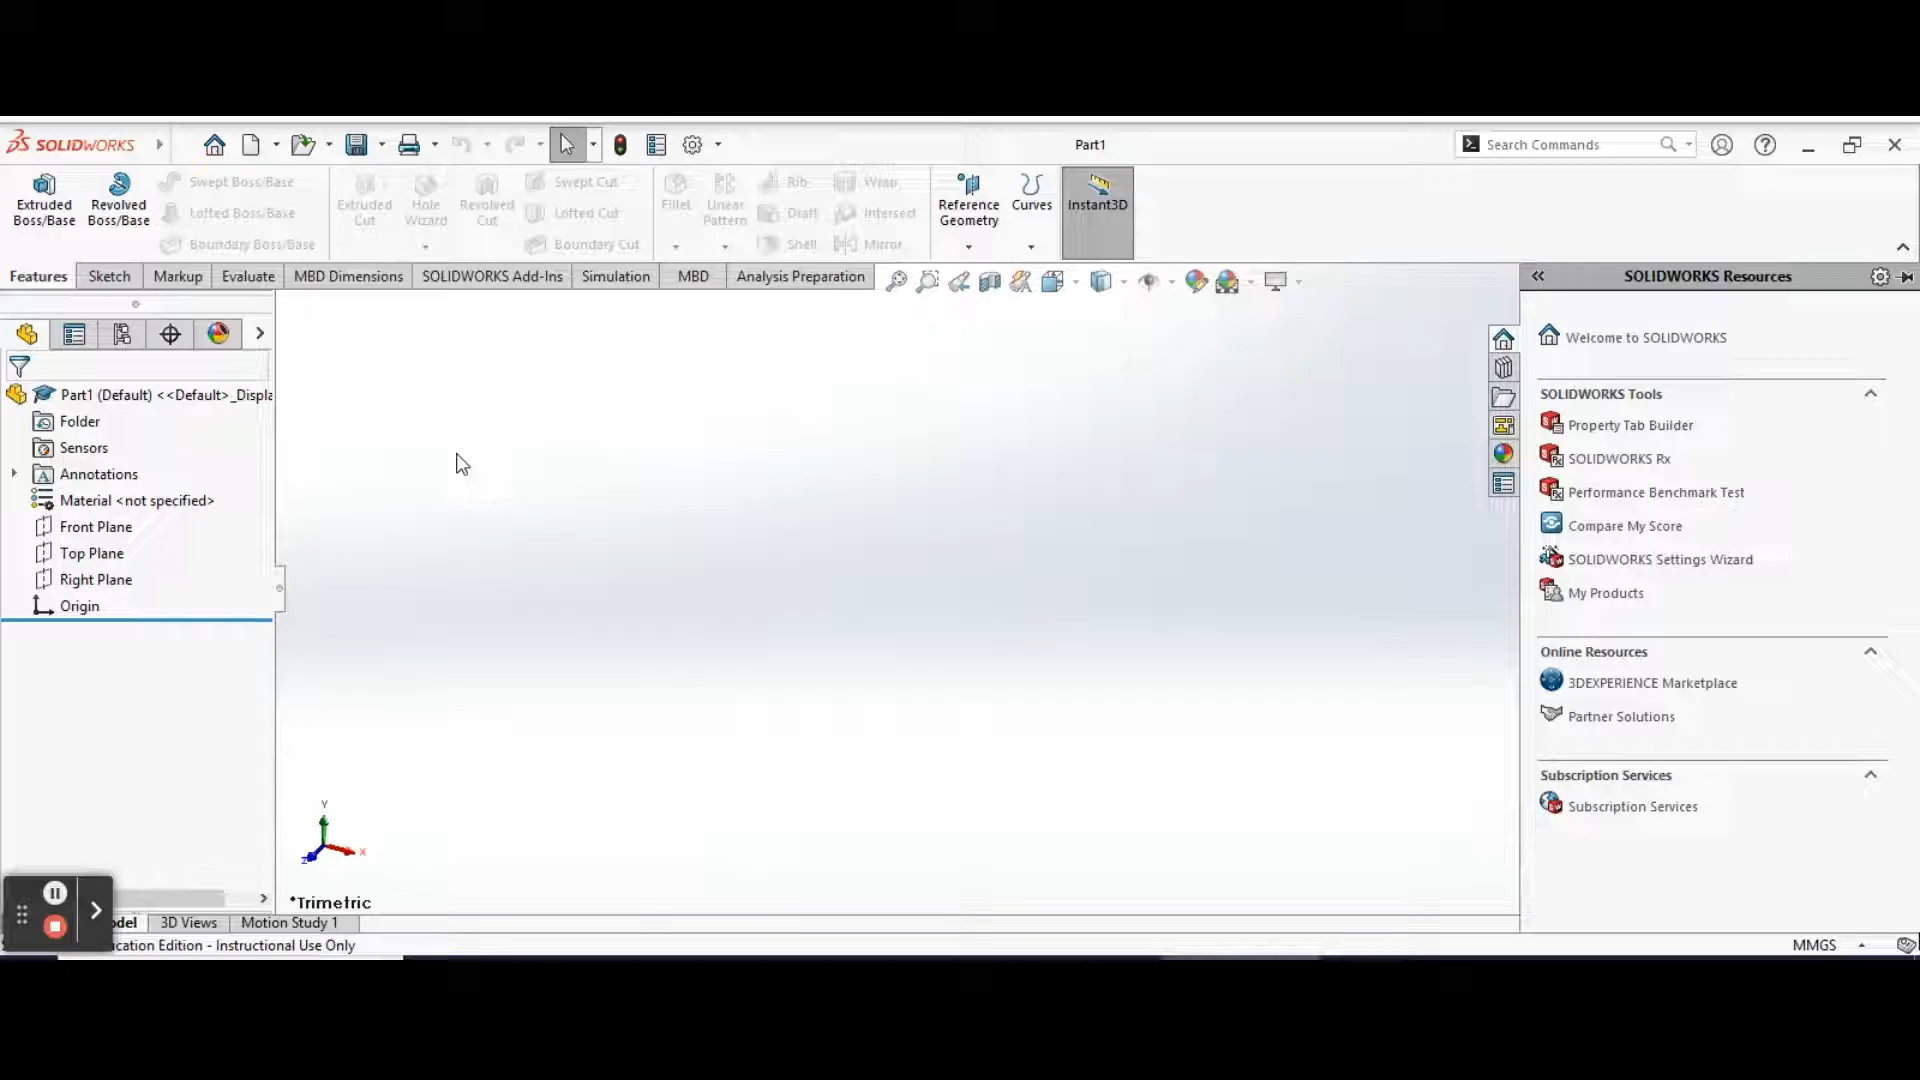 SOLIDWORKS
Part1
Search Commands
Extruded Boss/Base
Revolved Boss/Base
Swept Boss/Base
Lofted Boss/Base
Boundary Boss/Base
Extruded Cut
Hole Wizard
Revolved Cut
Swept Cut
Lofted Cut
Boundary Cut
Fillet
Linear Pattern
Rib
Draft
Shell
Wrap
Intersect
Mirror
Reference Geometry
Curves
Instant3D
Features
Sketch
Markup
Evaluate
MBD Dimensions
SOLIDWORKS Add-Ins
Simulation
MBD
Analysis Preparation
Part1 (Default) <<Default>_Displa
Folder
Sensors
Annotations
Material <not specified>
Front Plane
Top Plane
Right Plane
Origin
Y
X
Z
*Trimetric
SOLIDWORKS Resources
Welcome to SOLIDWORKS
SOLIDWORKS Tools
Property Tab Builder
SOLIDWORKS Rx
Performance Benchmark Test
Compare My Score
SOLIDWORKS Settings Wizard
My Products
Online Resources
3DEXPERIENCE Marketplace
Partner Solutions
Subscription Services
Subscription Services
odel
3D Views
Motion Study 1
ication Edition - Instructional Use Only
MMGS